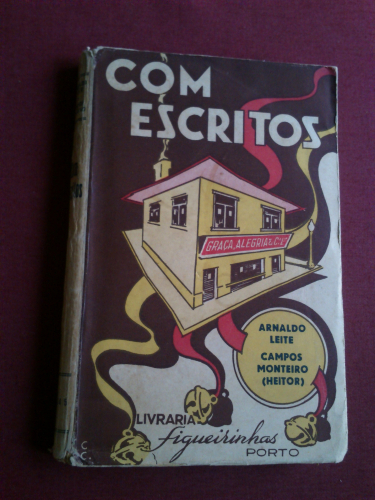 COM
ESCRITOS
GRAÇA, ALEGRIA & C.ia
ARNALDO
LEITE
CAMPOS
MONTEIRO
(HEITOR)
LIVRARIA
Figueirinhas
PORTO